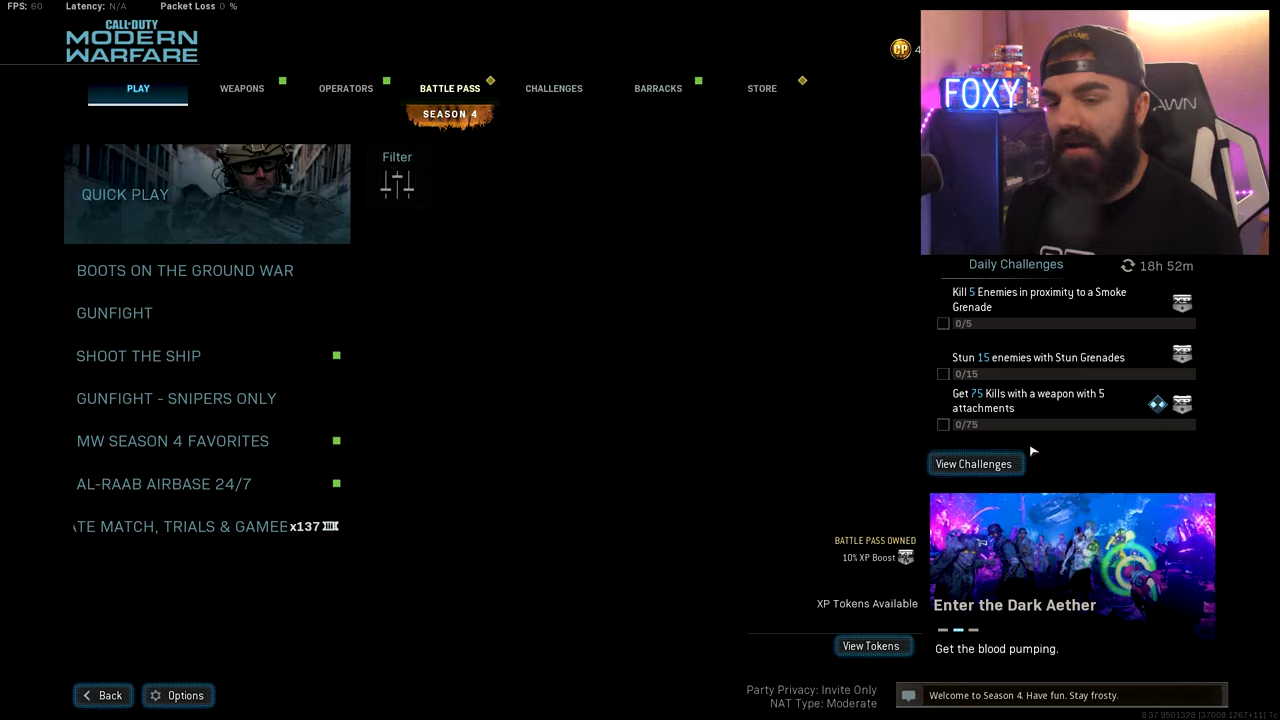 FPS: 60 Latency: N/A Packet Loss 0 %
CALL·DUTY
MODERN
WARFARE
CP 4
PLAY WEAPONS OPERATORS BATTLE PASS CHALLENGES BARRACKS STORE
SEASON 4
FOXY
AWN
QUICK PLAY
Filter
BOOTS ON THE GROUND WAR
GUNFIGHT
SHOOT THE SHIP
GUNFIGHT - SNIPERS ONLY
MW SEASON 4 FAVORITES
AL-RAAB AIRBASE 24/7
ATE MATCH, TRIALS & GAMEE x137
Daily Challenges 18h 52m
Kill 5 Enemies in proximity to a Smoke
Grenade
0/5
Stun 15 enemies with Stun Grenades
0/15
Get 75 Kills with a weapon with 5
attachments
0/75
View Challenges
BATTLE PASS OWNED
10% XP Boost
XP Tokens Available
View Tokens
Enter the Dark Aether
Get the blood pumping.
Back Options
Party Privacy: Invite Only
NAT Type: Moderate
Welcome to Season 4. Have fun. Stay frosty.